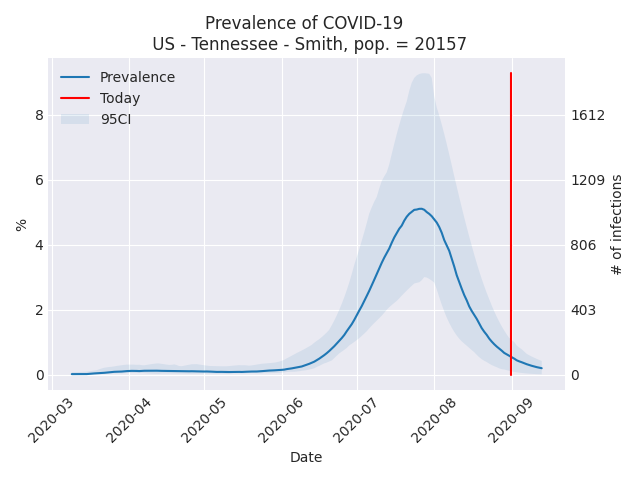 Prevalence of COVID-19
US - Tennessee - Smith, pop. = 20157
Prevalence
Today
95CI
8
6
4
2
0
%
1612
1209
806
403
0
# of infections
2020-03
2020-04
2020-05
2020-06
2020-07
2020-08
2020-09
Date